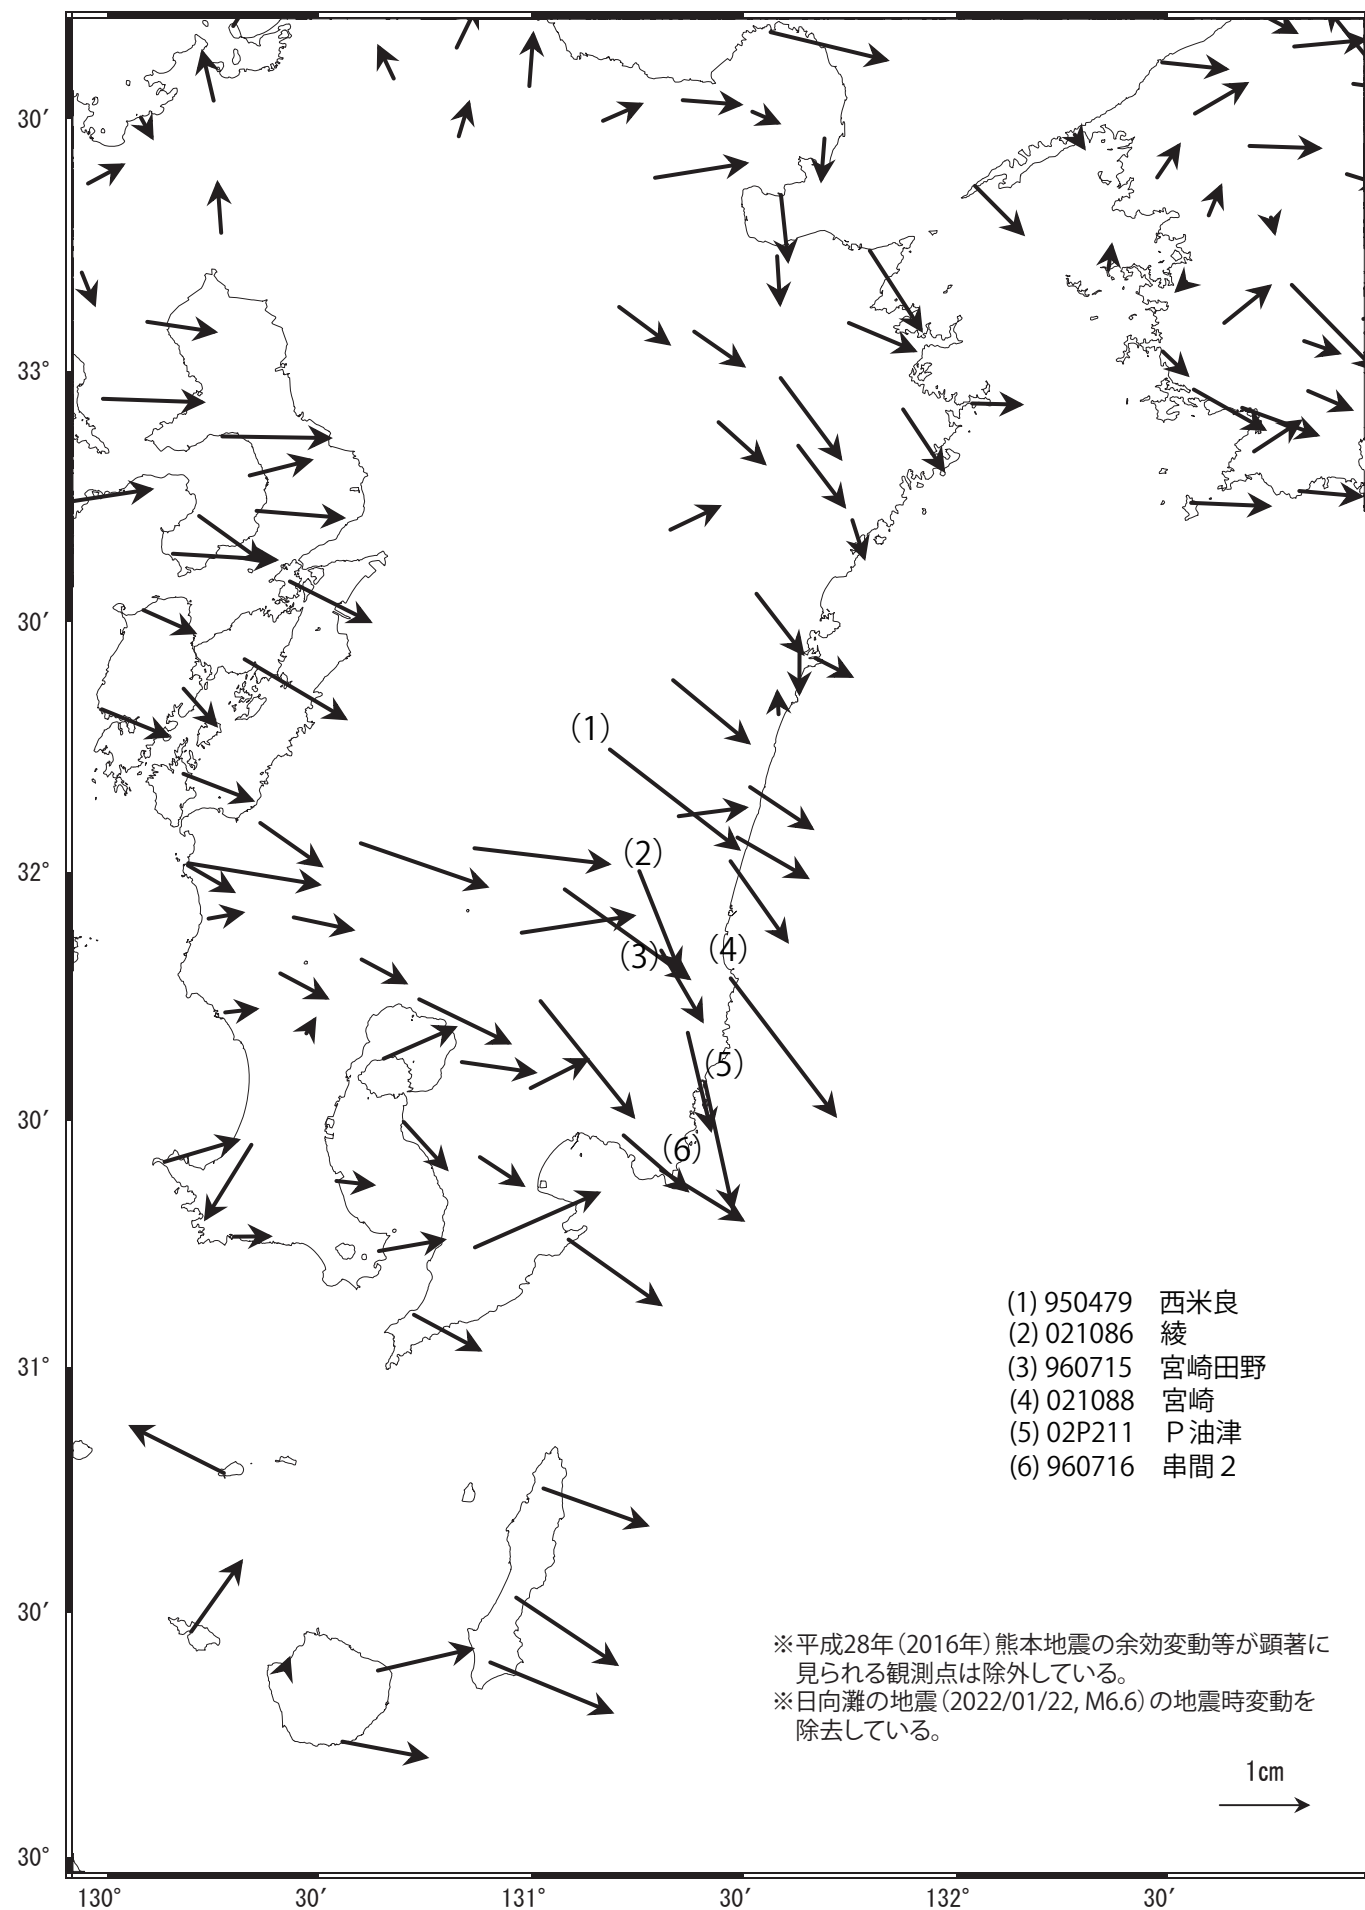 30′
33°
30′
(1)
32°
(2)
(3)
(4)
30′
(5)
(6)
31°
(1) 950479　西米良
(2) 021086　綾
(3) 960715　宮崎田野
(4) 021088　宮崎
(5) 02P211　Ｐ油津
(6) 960716　串間２
30′
※平成28年（2016年）熊本地震の余効変動等が顕著に
見られる観測点は除外している。
※日向灘の地震（2022/01/22, M6.6）の地震時変動を
除去している。
1cm
30°
130° 30′ 131° 30′ 132° 30′